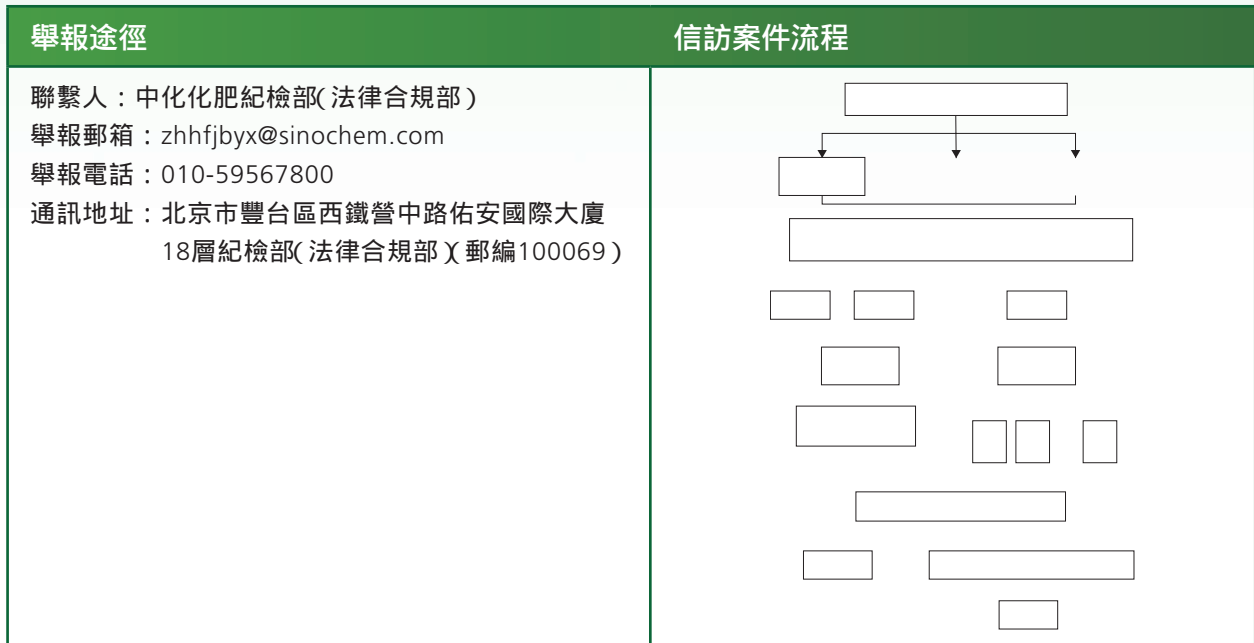 舉報途徑
信訪案件流程
聯繫人：中化化肥紀檢部(法律合規部)
舉報郵箱：zhhfjbyx@sinochem.com
舉報電話：010-59567800
通訊地址：北京市豐台區西鐵營中路佑安國際大廈
18層紀檢部(法律合規部)(郵編100069)